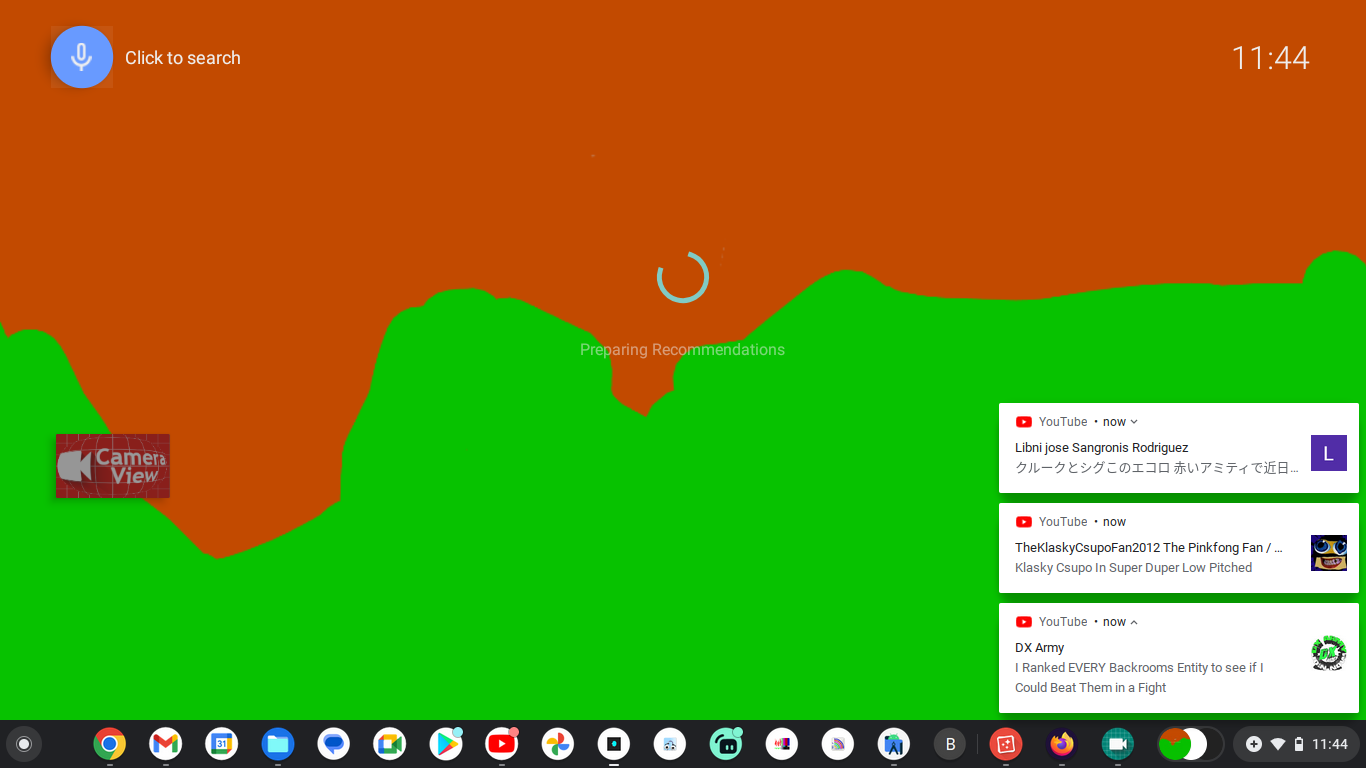 Click to search
11:44
Preparing Recommendations
Camera
View
YouTube • now
Libni jose Sangronis Rodriguez
クルークとシグこのエコロ 赤いアミティで近日...
L
YouTube • now
TheKlaskyCsupoFan2012 The Pinkfong Fan / ...
Klasky Csupo In Super Duper Low Pitched
YouTube • now
DX Army
I Ranked EVERY Backrooms Entity to see if I
Could Beat Them in a Fight
DX
31
B
11:44